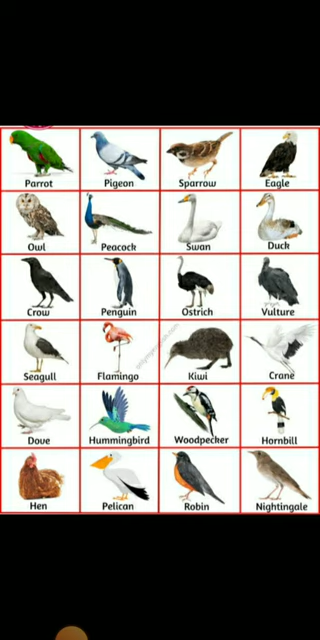 Parrot Pigeon Sparrow Eagle
Owl Peacock Swan Duck
Crow Penguin Ostrich Vulture
Seagull Flamingo Kiwi Crane
Dove Hummingbird Woodpecker Hornbill
Hen Pelican Robin Nightingale